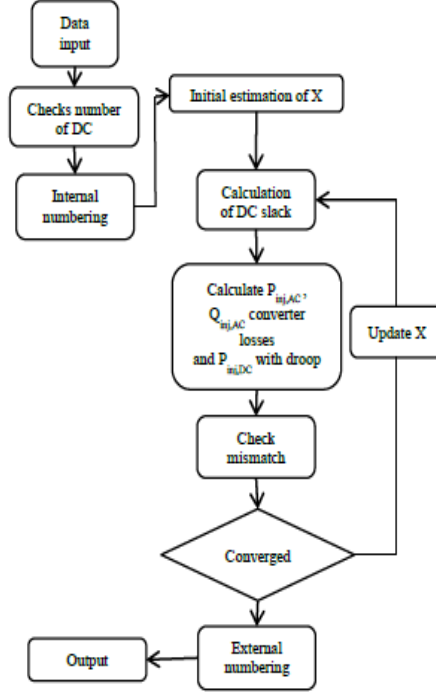 Data
input
Checks number
of DC
Internal
numbering
Initial estimation of X
Calculation
of DC slack
Calculate P_inj,AC,
Q_inj,AC converter
losses
and P_inj,DC with droop
Update X
Check
mismatch
Converged
External
numbering
Output